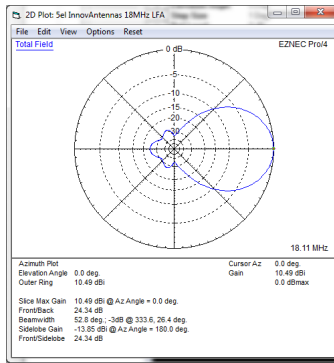 2D Plot: 5el InnovAntennas 18MHz LFA
File Edit View Options Reset
Total Field
0 dB
EZNEC Pro/4
-5
-10
-15
-20
-30
18.11 MHz
Azimuth Plot
Cursor Az 0.0 deg.
Elevation Angle 0.0 deg.
Gain 10.49 dBi
Outer Ring 10.49 dBi
0.0 dBmax
Slice Max Gain 10.49 dBi @ Az Angle = 0.0 deg.
Front/Back 24.34 dB
Beamwidth 52.8 deg.; -3dB @ 333.6, 26.4 deg.
Sidelobe Gain -13.85 dBi @ Az Angle = 180.0 deg.
Front/Sidelobe 24.34 dB